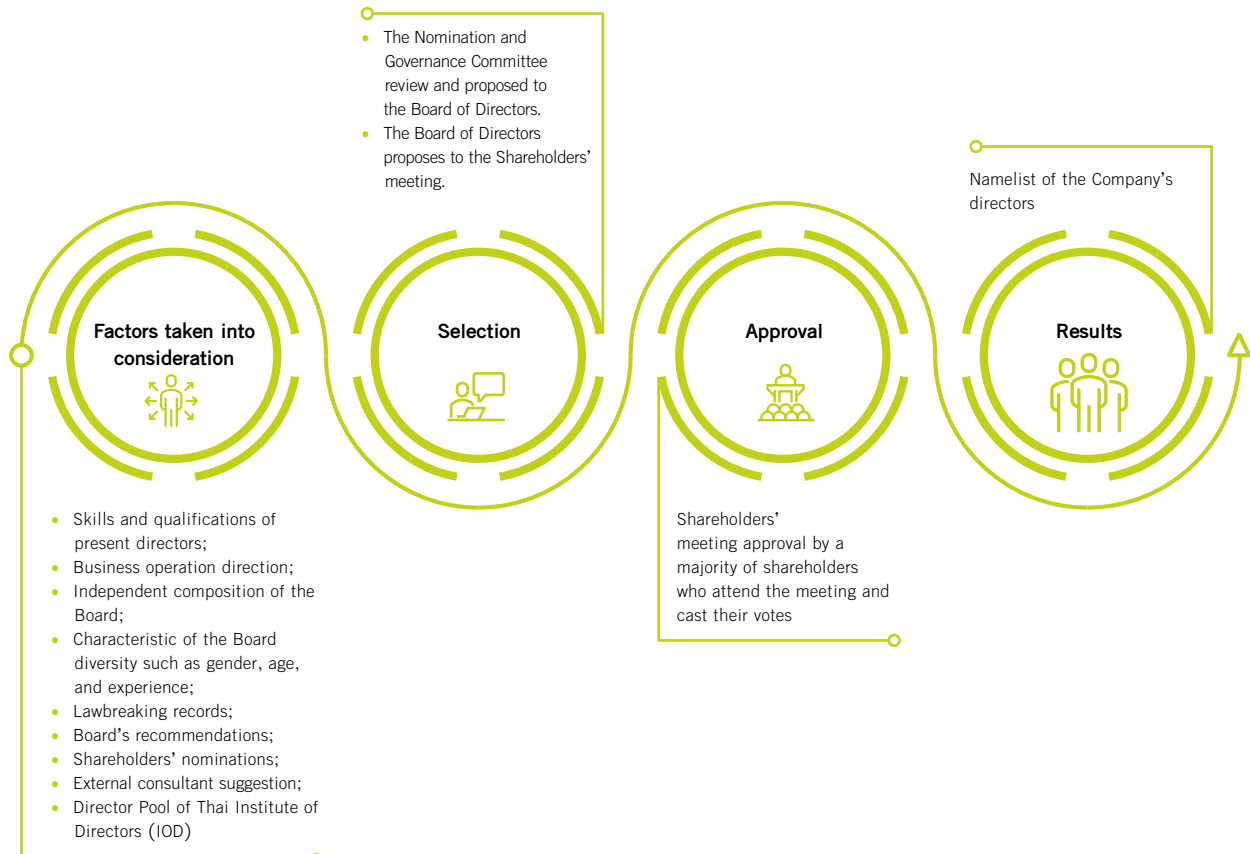 Factors taken into
consideration
• Skills and qualifications of
present directors;
• Business operation direction;
• Independent composition of the
Board;
• Characteristic of the Board
diversity such as gender, age,
and experience;
• Lawbreaking records;
• Board's recommendations;
• Shareholders' nominations;
• External consultant suggestion;
• Director Pool of Thai Institute of
Directors (IOD)
• The Nomination and
Governance Committee
review and proposed to
the Board of Directors.
• The Board of Directors
proposes to the Shareholders'
meeting.
Selection
Approval
Shareholders'
meeting approval by a
majority of shareholders
who attend the meeting and
cast their votes
Namelist of the Company's
directors
Results